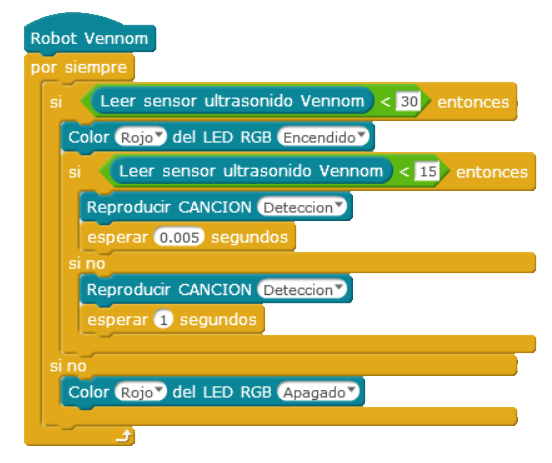 Robot Vennom
por siempre
si Leer sensor ultrasonido Vennom < 30 entonces
Color Rojo del LED RGB Encendido
si Leer sensor ultrasonido Vennom < 15 entonces
Reproducir CANCION Deteccion
esperar 0.005 segundos
si no
Reproducir CANCION Deteccion
esperar 1 segundos
si no
Color Rojo del LED RGB Apagado